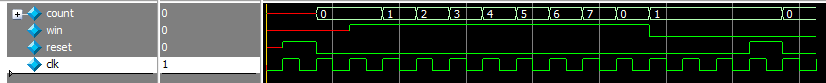 count 0 0 1 2 3 4 5 6 7 0 1 0
win 0
reset 0
clk 1